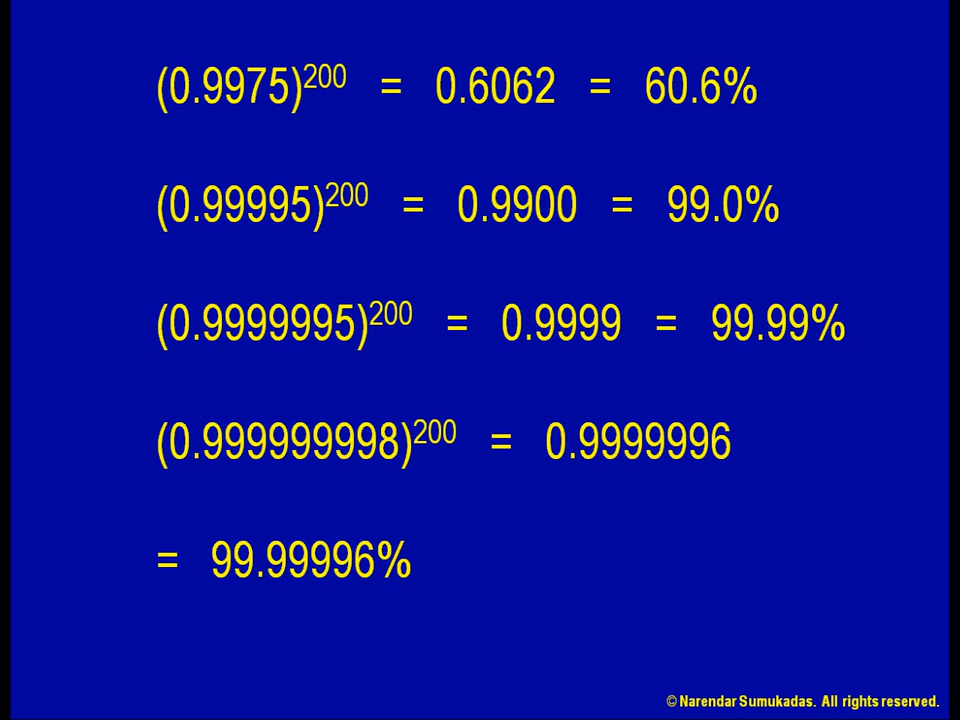 (0.9975)²⁰⁰ = 0.6062 = 60.6%
(0.99995)²⁰⁰ = 0.9900 = 99.0%
(0.9999995)²⁰⁰ = 0.9999 = 99.99%
(0.999999998)²⁰⁰ = 0.9999996
= 99.99996%
© Narendar Sumukadas. All rights reserved.